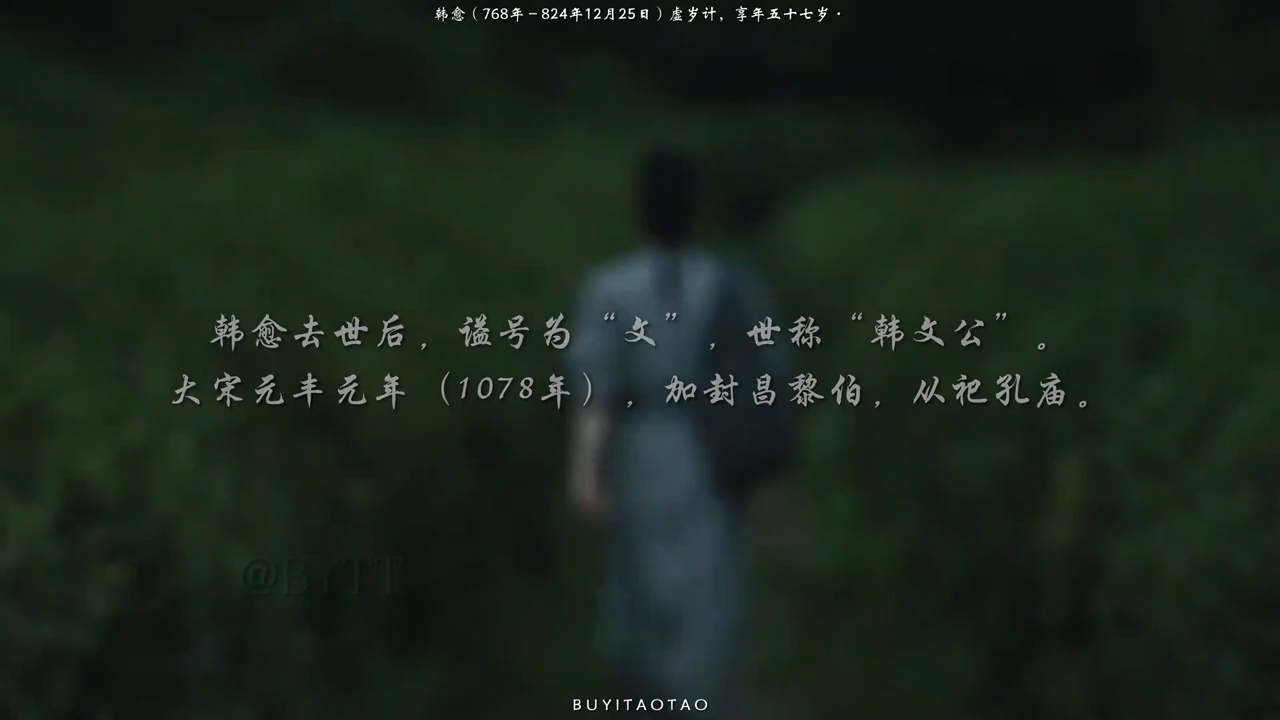 韩愈（768年－824年12月25日）虚岁计，享年五十七岁·
韩愈去世后，谥号为“文”，世称“韩文公”。
大宋元丰元年（1078年），加封昌黎伯，从祀孔庙。
@BYTT
BUYITAOTAO